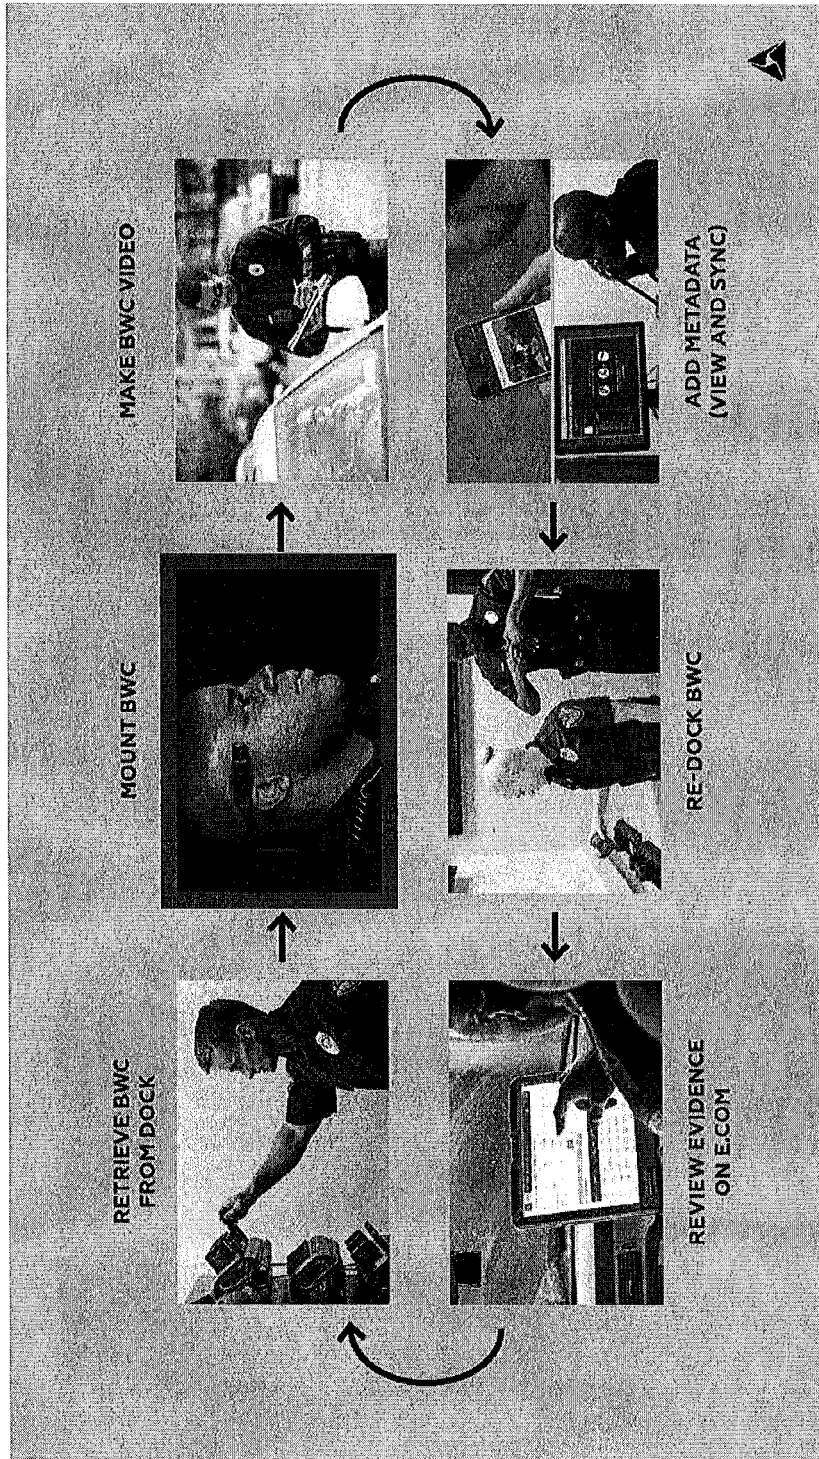 RETRIEVE BWC
FROM DOCK
MOUNT BWC
MAKE BWC VIDEO
ADD METADATA
(VIEW AND SYNC)
RE-DOCK BWC
REVIEW EVIDENCE
ON E.COM